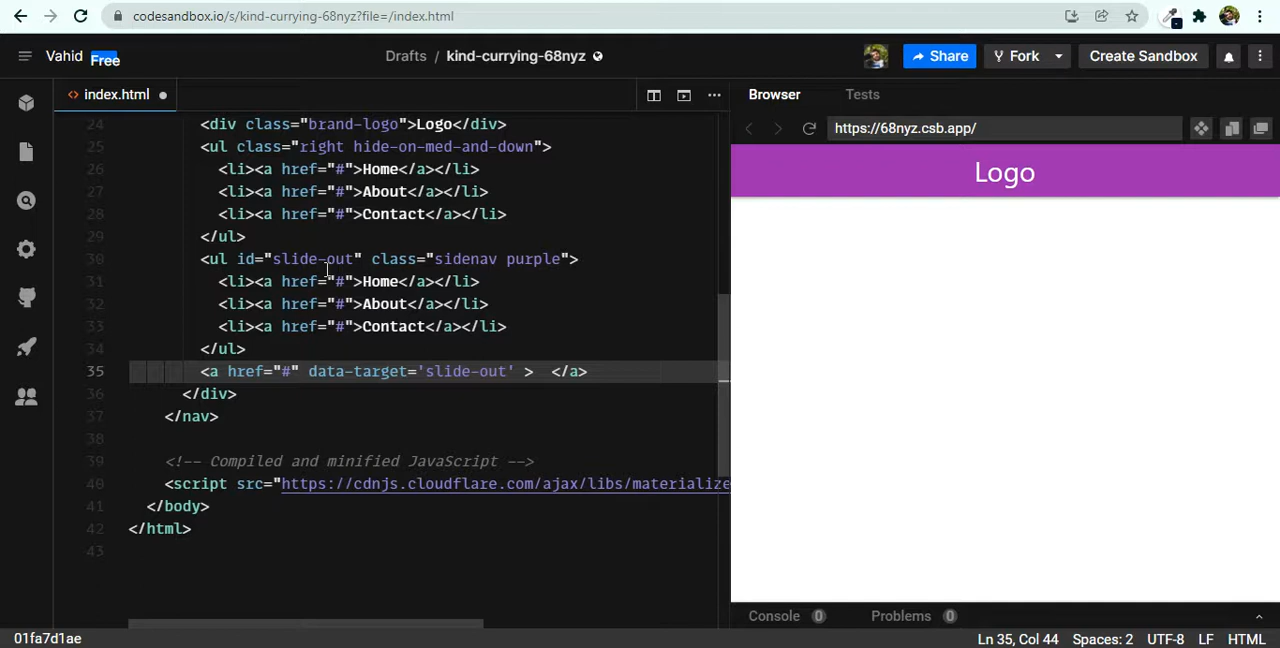 codesandbox.io/s/kind-currying-68nyz?file=/index.html
Vahid Free
Drafts / kind-currying-68nyz
Share Fork Create Sandbox
<> index.html
Browser Tests
https://68nyz.csb.app/
Logo
24 <div class="brand-logo">Logo</div>
25 <ul class="right hide-on-med-and-down">
26 <li><a href="#">Home</a></li>
27 <li><a href="#">About</a></li>
28 <li><a href="#">Contact</a></li>
29 </ul>
30 <ul id="slide-out" class="sidenav purple">
31 <li><a href="#">Home</a></li>
32 <li><a href="#">About</a></li>
33 <li><a href="#">Contact</a></li>
34 </ul>
35 <a href="#" data-target='slide-out' >  </a>
36 </div>
37 </nav>
38
39 <!-- Compiled and minified JavaScript -->
40 <script src="https://cdnjs.cloudflare.com/ajax/libs/materialize
41 </body>
42 </html>
43
Console 0 Problems 0
01fa7d1ae
Ln 35, Col 44 Spaces: 2 UTF-8 LF HTML